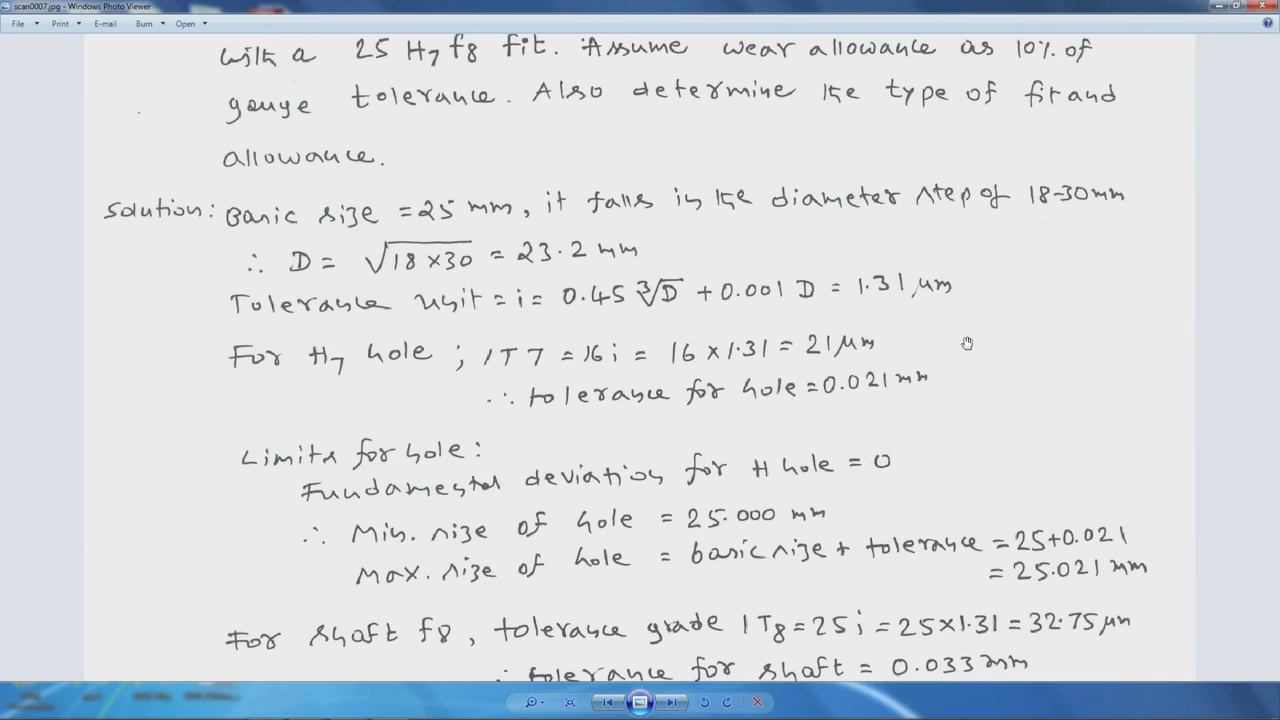 scan0007.jpg - Windows Photo Viewer
File Print E-mail Burn Open
with a 25 H7 f8 fit. Assume wear allowance as 10% of
gauge tolerance. Also determine the type of fit and
allowance.
Solution: Basic size = 25 mm, it falls in the diameter step of 18-30mm
∴ D = √18×30 = 23.2 mm
Tolerance unit = i = 0.45 ∛D + 0.001 D = 1.31 μm
For H7 hole ; IT7 = 16i = 16 × 1.31 = 21 μm
∴ tolerance for hole = 0.021 mm
Limits for hole:
Fundamental deviation for H hole = 0
∴ Min. size of hole = 25.000 mm
Max. size of hole = basic size + tolerance = 25+0.021
= 25.021 mm
For shaft f8, tolerance grade IT8 = 25 i = 25×1.31 = 32.75 μm
∴ tolerance for shaft = 0.033 mm